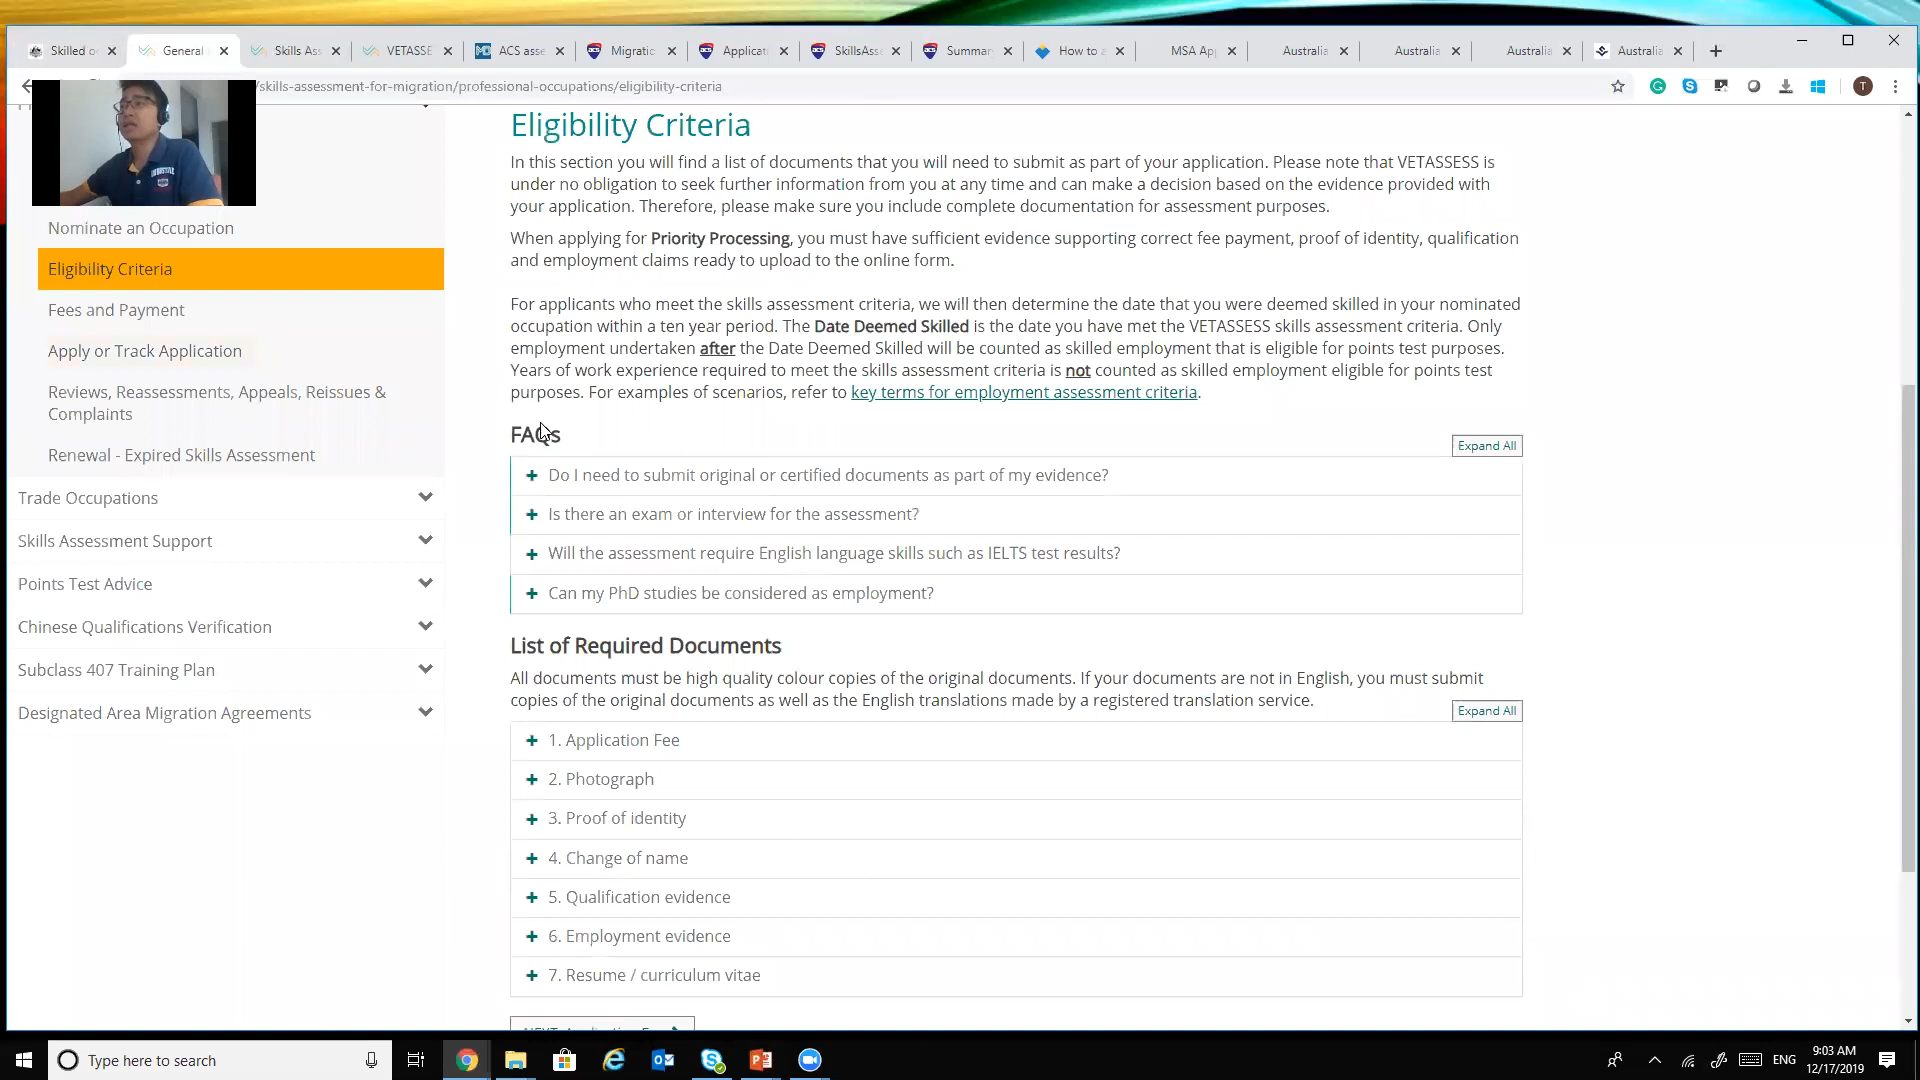 Skilled o
General
Skills As
VETASSE
ACS asse
Migratic
Applicat
SkillsAss
Summar
How to a
MSA Ap
Australia
Australia
Australia
Australia
/skills-assessment-for-migration/professional-occupations/eligibility-criteria
T
Nominate an Occupation
Eligibility Criteria
Fees and Payment
Apply or Track Application
Reviews, Reassessments, Appeals, Reissues &
Complaints
Renewal - Expired Skills Assessment
Trade Occupations
Skills Assessment Support
Points Test Advice
Chinese Qualifications Verification
Subclass 407 Training Plan
Designated Area Migration Agreements
Eligibility Criteria
In this section you will find a list of documents that you will need to submit as part of your application. Please note that VETASSESS is
under no obligation to seek further information from you at any time and can make a decision based on the evidence provided with
your application. Therefore, please make sure you include complete documentation for assessment purposes.
When applying for Priority Processing, you must have sufficient evidence supporting correct fee payment, proof of identity, qualification
and employment claims ready to upload to the online form.
For applicants who meet the skills assessment criteria, we will then determine the date that you were deemed skilled in your nominated
occupation within a ten year period. The Date Deemed Skilled is the date you have met the VETASSESS skills assessment criteria. Only
employment undertaken after the Date Deemed Skilled will be counted as skilled employment that is eligible for points test purposes.
Years of work experience required to meet the skills assessment criteria is not counted as skilled employment eligible for points test
purposes. For examples of scenarios, refer to key terms for employment assessment criteria.
FAQs
Expand All
+ Do I need to submit original or certified documents as part of my evidence?
+ Is there an exam or interview for the assessment?
+ Will the assessment require English language skills such as IELTS test results?
+ Can my PhD studies be considered as employment?
List of Required Documents
All documents must be high quality colour copies of the original documents. If your documents are not in English, you must submit
copies of the original documents as well as the English translations made by a registered translation service.
Expand All
+ 1. Application Fee
+ 2. Photograph
+ 3. Proof of identity
+ 4. Change of name
+ 5. Qualification evidence
+ 6. Employment evidence
+ 7. Resume / curriculum vitae
Type here to search
ENG
9:03 AM
12/17/2019